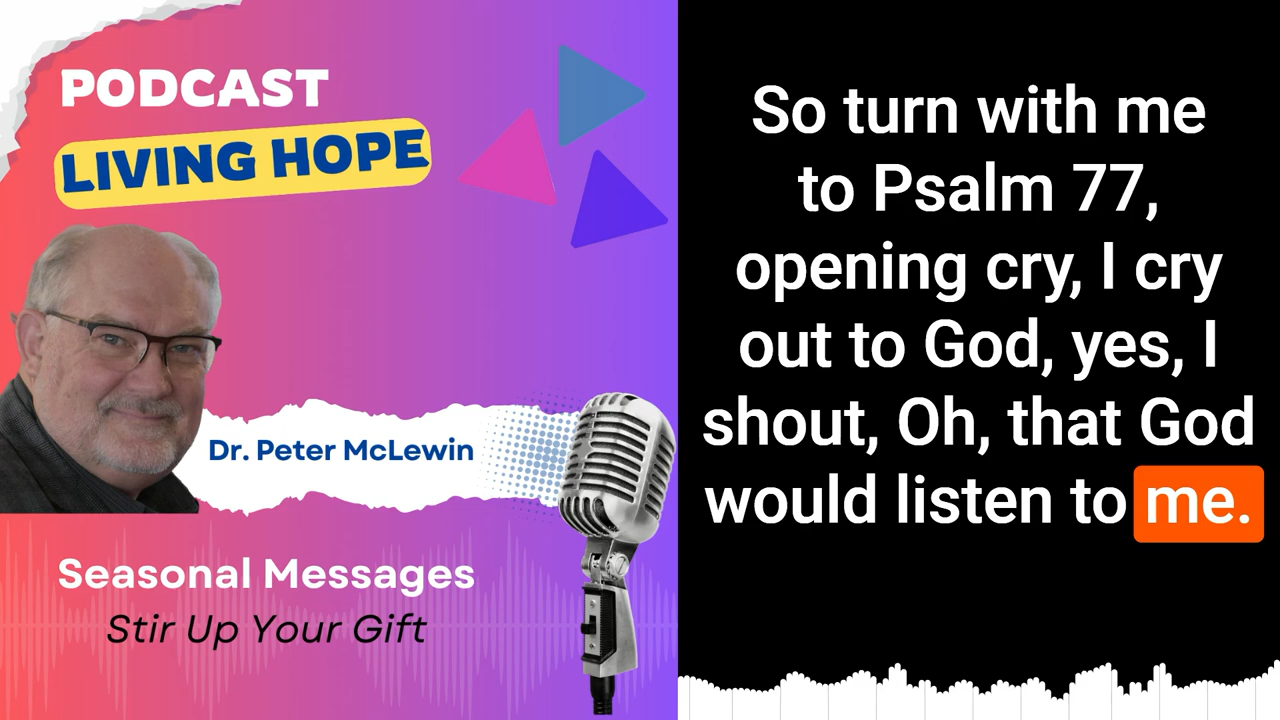 PODCAST
LIVING HOPE
Dr. Peter McLewin
Seasonal Messages
Stir Up Your Gift
So turn with me
to Psalm 77,
opening cry, I cry
out to God, yes, I
shout, Oh, that God
would listen to me.